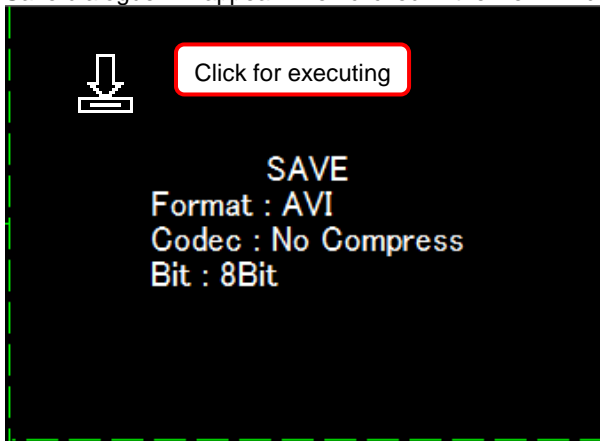 Click for executing
SAVE
Format : AVI
Codec : No Compress
Bit : 8Bit